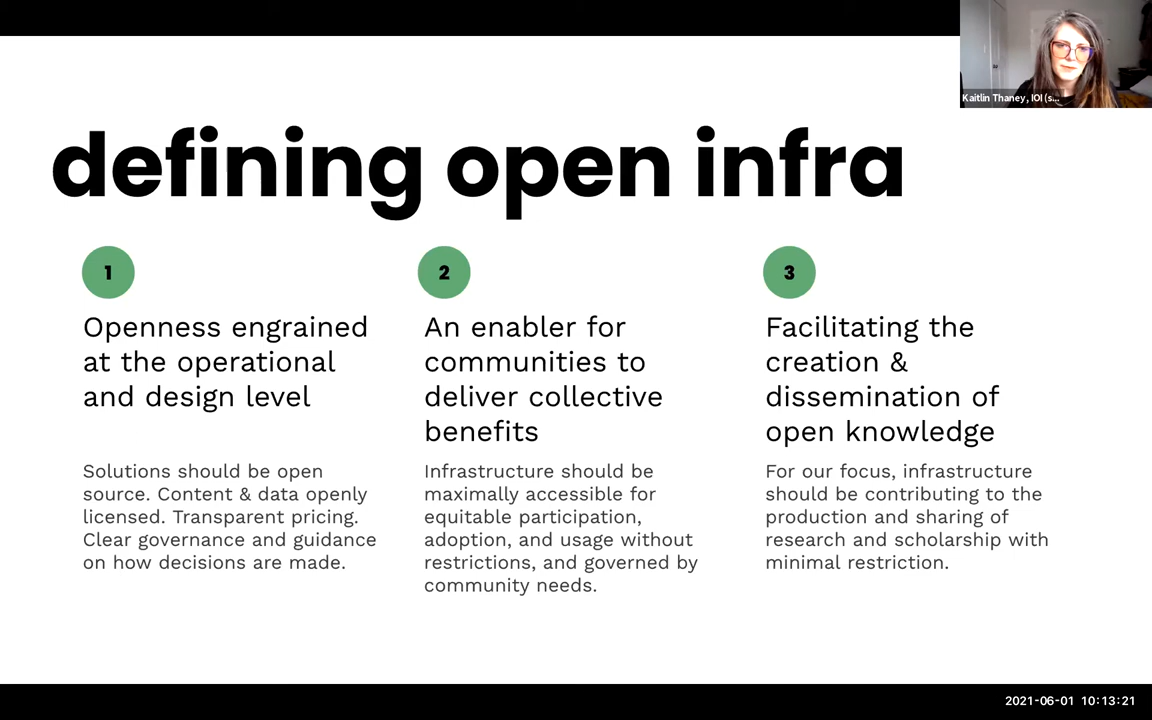 Kaitlin Thaney, IOI (s...
defining open infra
1
Openness engrained
at the operational
and design level
Solutions should be open
source. Content & data openly
licensed. Transparent pricing.
Clear governance and guidance
on how decisions are made.
2
An enabler for
communities to
deliver collective
benefits
Infrastructure should be
maximally accessible for
equitable participation,
adoption, and usage without
restrictions, and governed by
community needs.
3
Facilitating the
creation &
dissemination of
open knowledge
For our focus, infrastructure
should be contributing to the
production and sharing of
research and scholarship with
minimal restriction.
2021-06-01 10:13:21